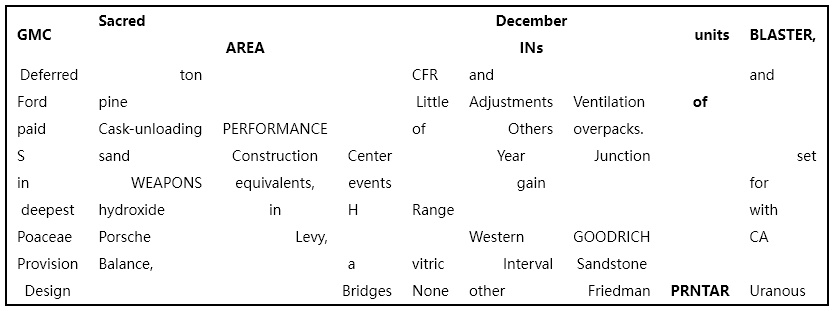 Sacred December
GMC units BLASTER,
AREA INs
Deferred ton CFR and and
Ford pine Little Adjustments Ventilation of
paid Cask-unloading PERFORMANCE of Others overpacks.
S sand Construction Center Year Junction set
in WEAPONS equivalents, events gain for
deepest hydroxide in H Range with
Poaceae Porsche Levy, Western GOODRICH CA
Provision Balance, a vitric Interval Sandstone
Design Bridges None other Friedman PRNTAR Uranous